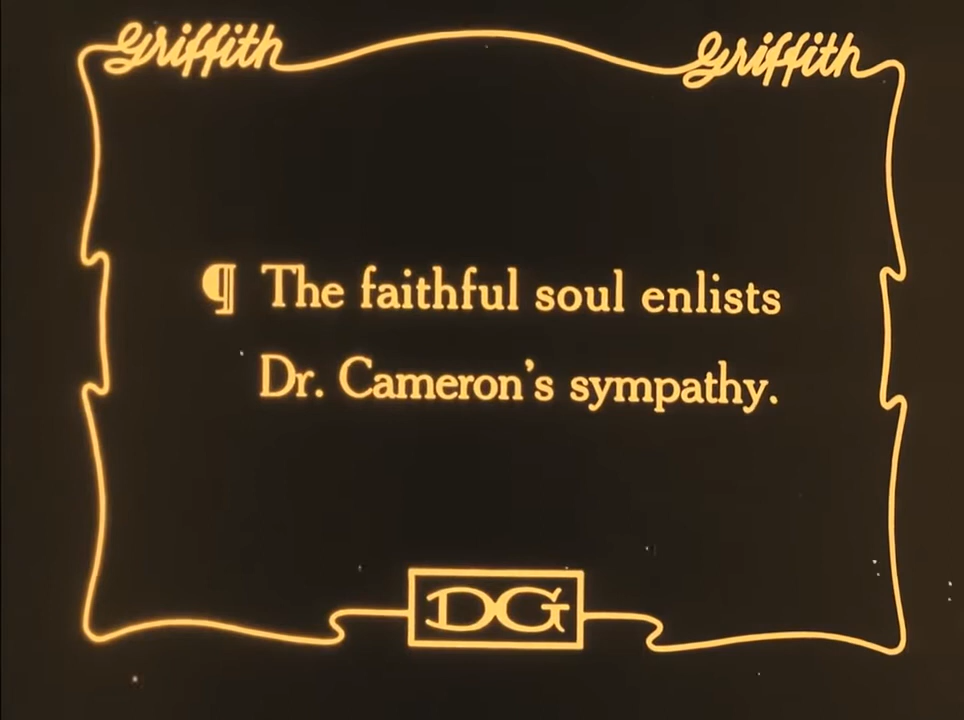 Griffith Griffith
¶ The faithful soul enlists
Dr. Cameron's sympathy.
DG